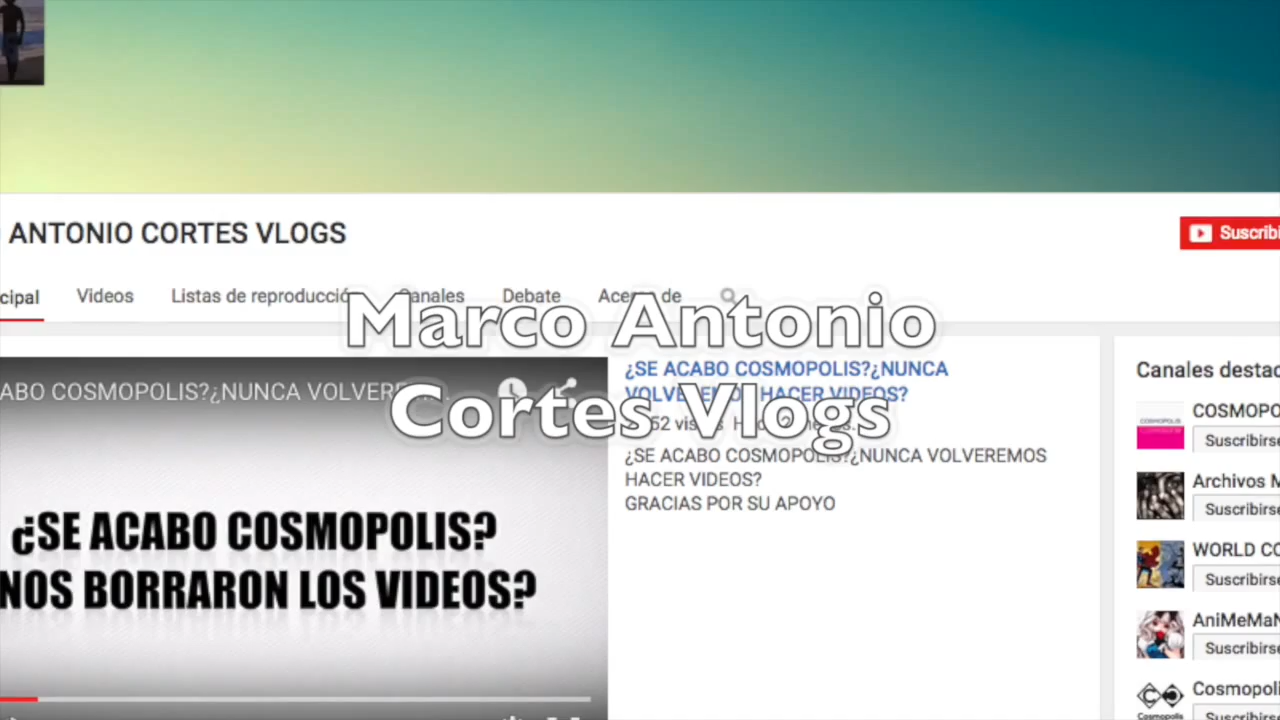 ANTONIO CORTES VLOGS
Suscribi
cipal Videos Listas de reproducció Canales Debate Acerca de
Marco Antonio
Cortes Vlogs
ABO COSMOPOLIS?¿NUNCA VOLVER
¿SE ACABO COSMOPOLIS?
NOS BORRARON LOS VIDEOS?
¿SE ACABO COSMOPOLIS?¿NUNCA
VOLVEREMOS HACER VIDEOS?
¿SE ACABO COSMOPOLIS?¿NUNCA VOLVEREMOS
HACER VIDEOS?
GRACIAS POR SU APOYO
Canales destac
COSMOPO
Suscribirse
Archivos M
Suscribirse
WORLD CO
Suscribirse
AniMeMaN
Suscribirse
Cosmopoli
Suscribirse